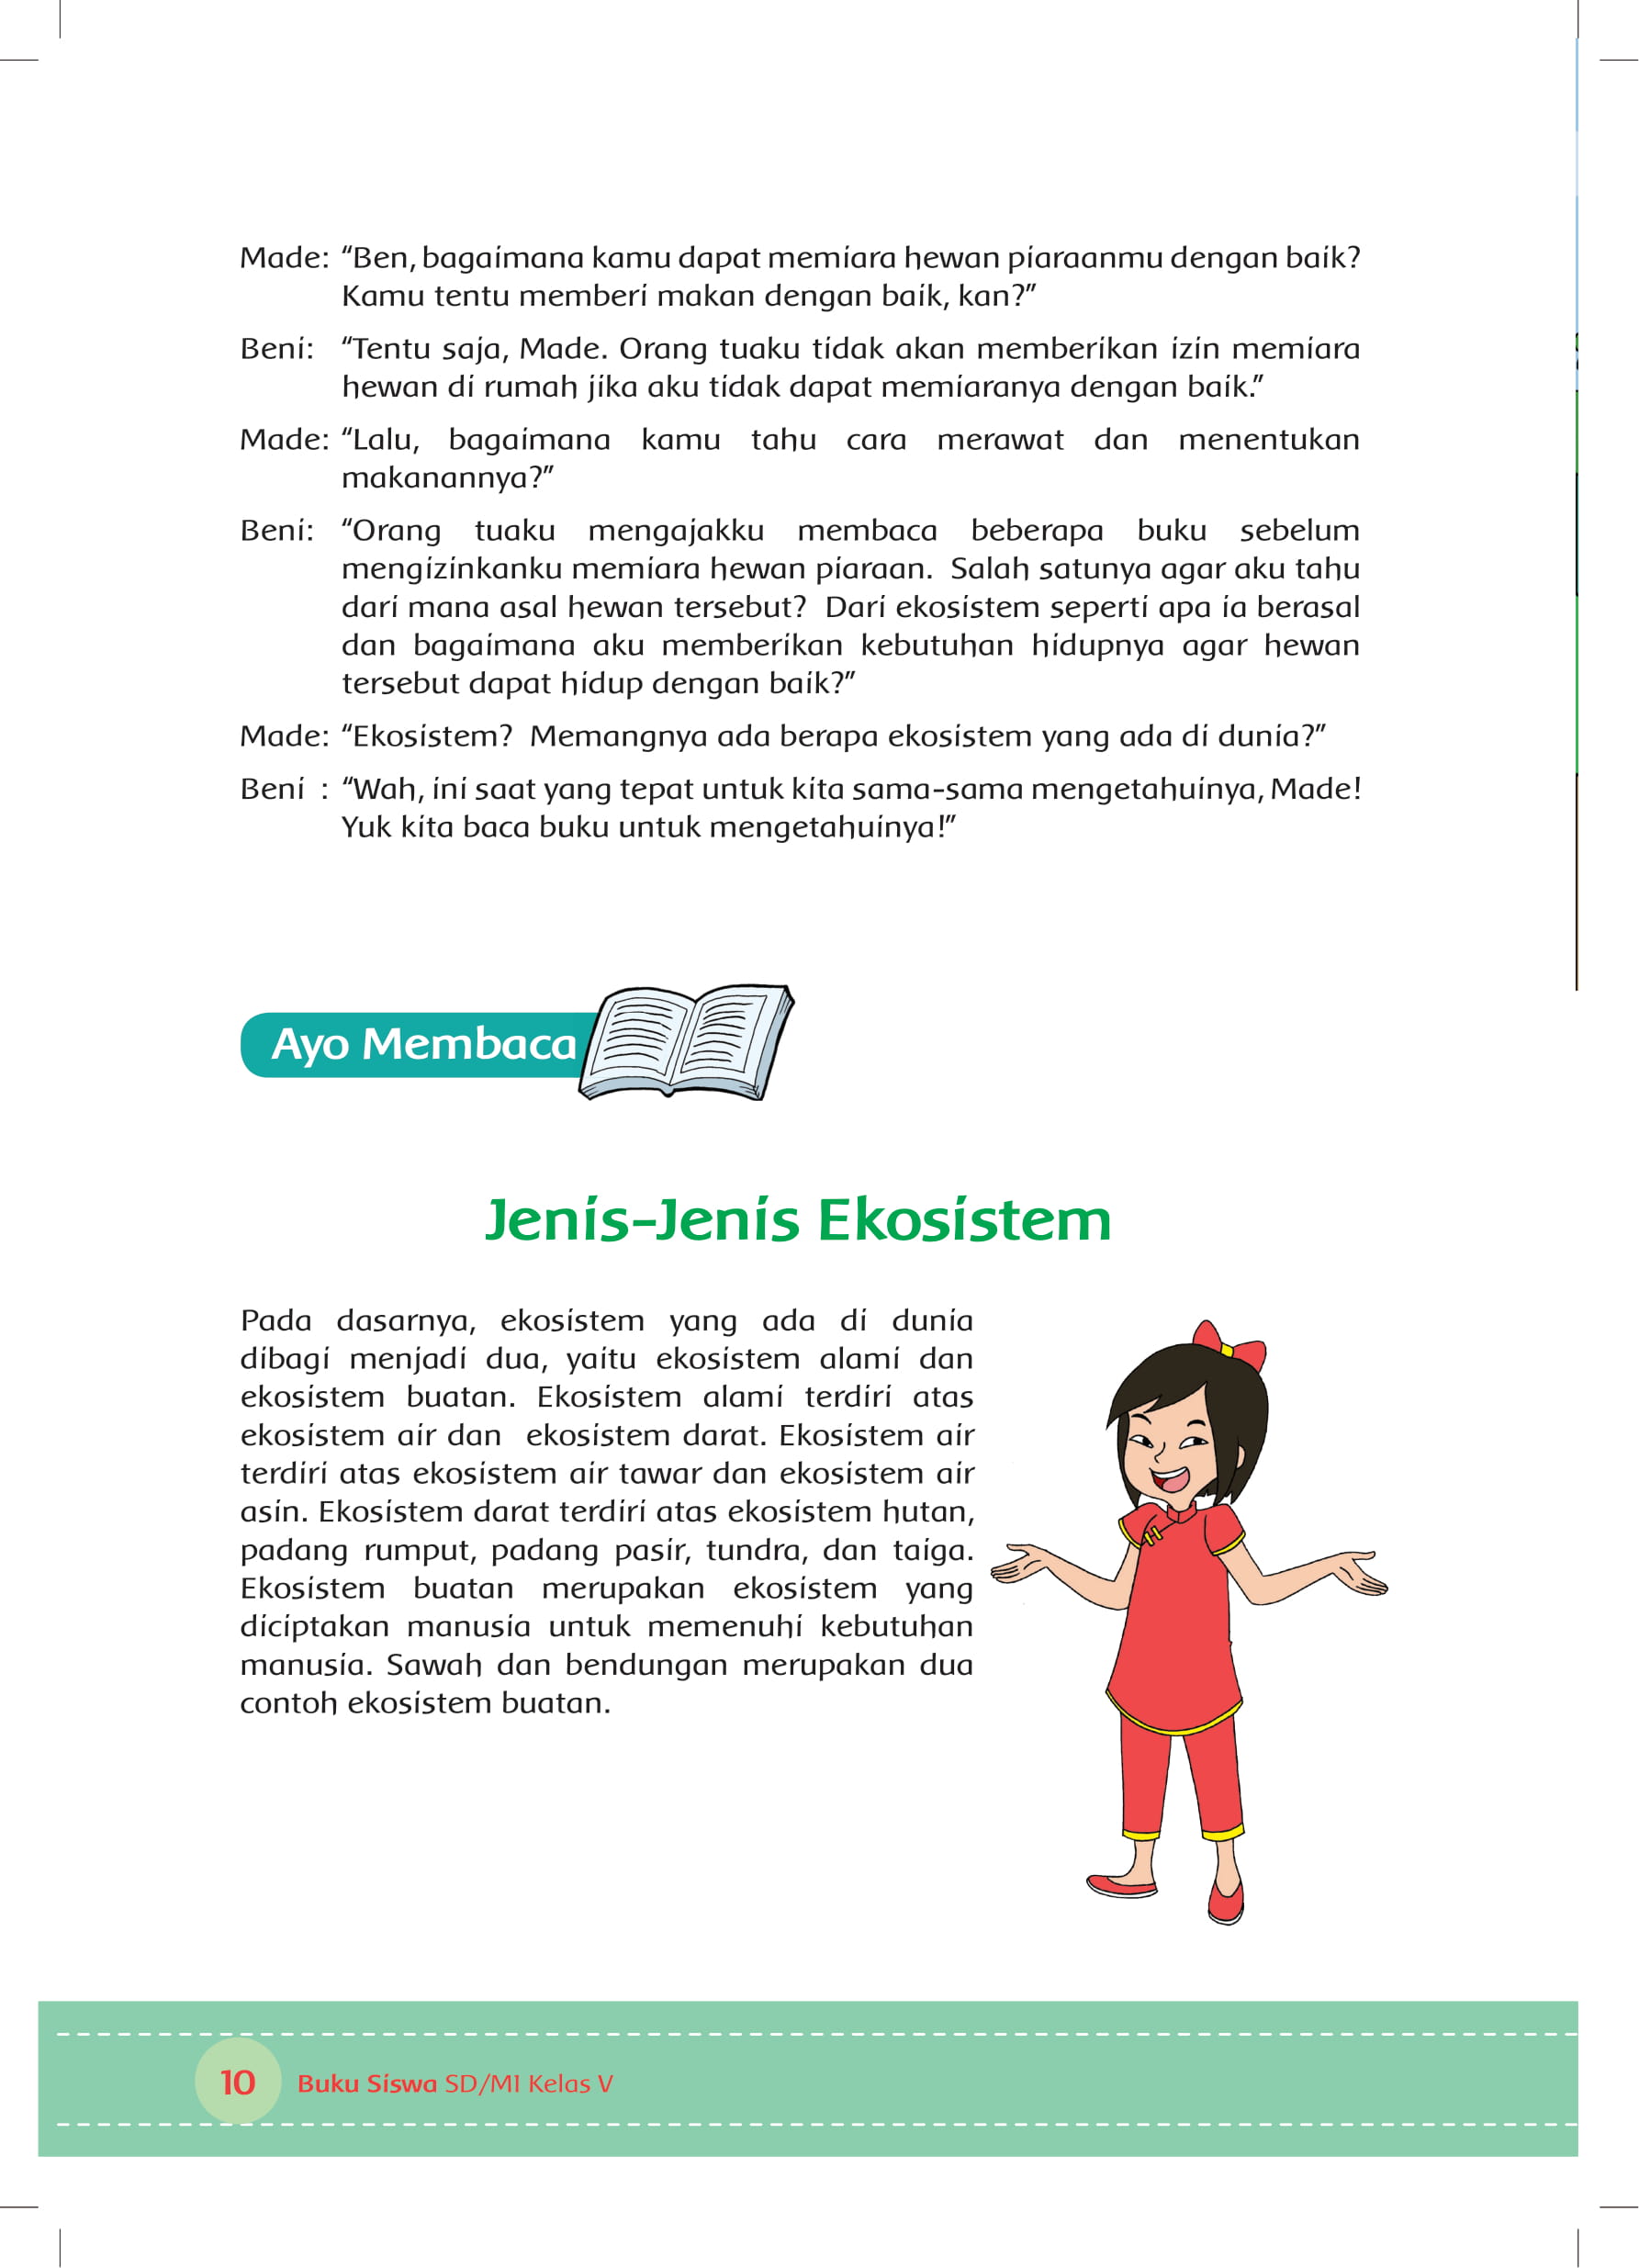 Made: “Ben, bagaimana kamu dapat memiara hewan piaraanmu dengan baik?
Kamu tentu memberi makan dengan baik, kan?”
Beni: “Tentu saja, Made. Orang tuaku tidak akan memberikan izin memiara
hewan di rumah jika aku tidak dapat memiaranya dengan baik.”
Made: “Lalu, bagaimana kamu tahu cara merawat dan menentukan
makanannya?”
Beni: “Orang tuaku mengajakku membaca beberapa buku sebelum
mengizinkanku memiara hewan piaraan. Salah satunya agar aku tahu
dari mana asal hewan tersebut? Dari ekosistem seperti apa ia berasal
dan bagaimana aku memberikan kebutuhan hidupnya agar hewan
tersebut dapat hidup dengan baik?”
Made: “Ekosistem? Memangnya ada berapa ekosistem yang ada di dunia?”
Beni : “Wah, ini saat yang tepat untuk kita sama-sama mengetahuinya, Made!
Yuk kita baca buku untuk mengetahuinya!”
Ayo Membaca
Jenis-Jenis Ekosistem
Pada dasarnya, ekosistem yang ada di dunia
dibagi menjadi dua, yaitu ekosistem alami dan
ekosistem buatan. Ekosistem alami terdiri atas
ekosistem air dan ekosistem darat. Ekosistem air
terdiri atas ekosistem air tawar dan ekosistem air
asin. Ekosistem darat terdiri atas ekosistem hutan,
padang rumput, padang pasir, tundra, dan taiga.
Ekosistem buatan merupakan ekosistem yang
diciptakan manusia untuk memenuhi kebutuhan
manusia. Sawah dan bendungan merupakan dua
contoh ekosistem buatan.
10 Buku Siswa SD/MI Kelas V